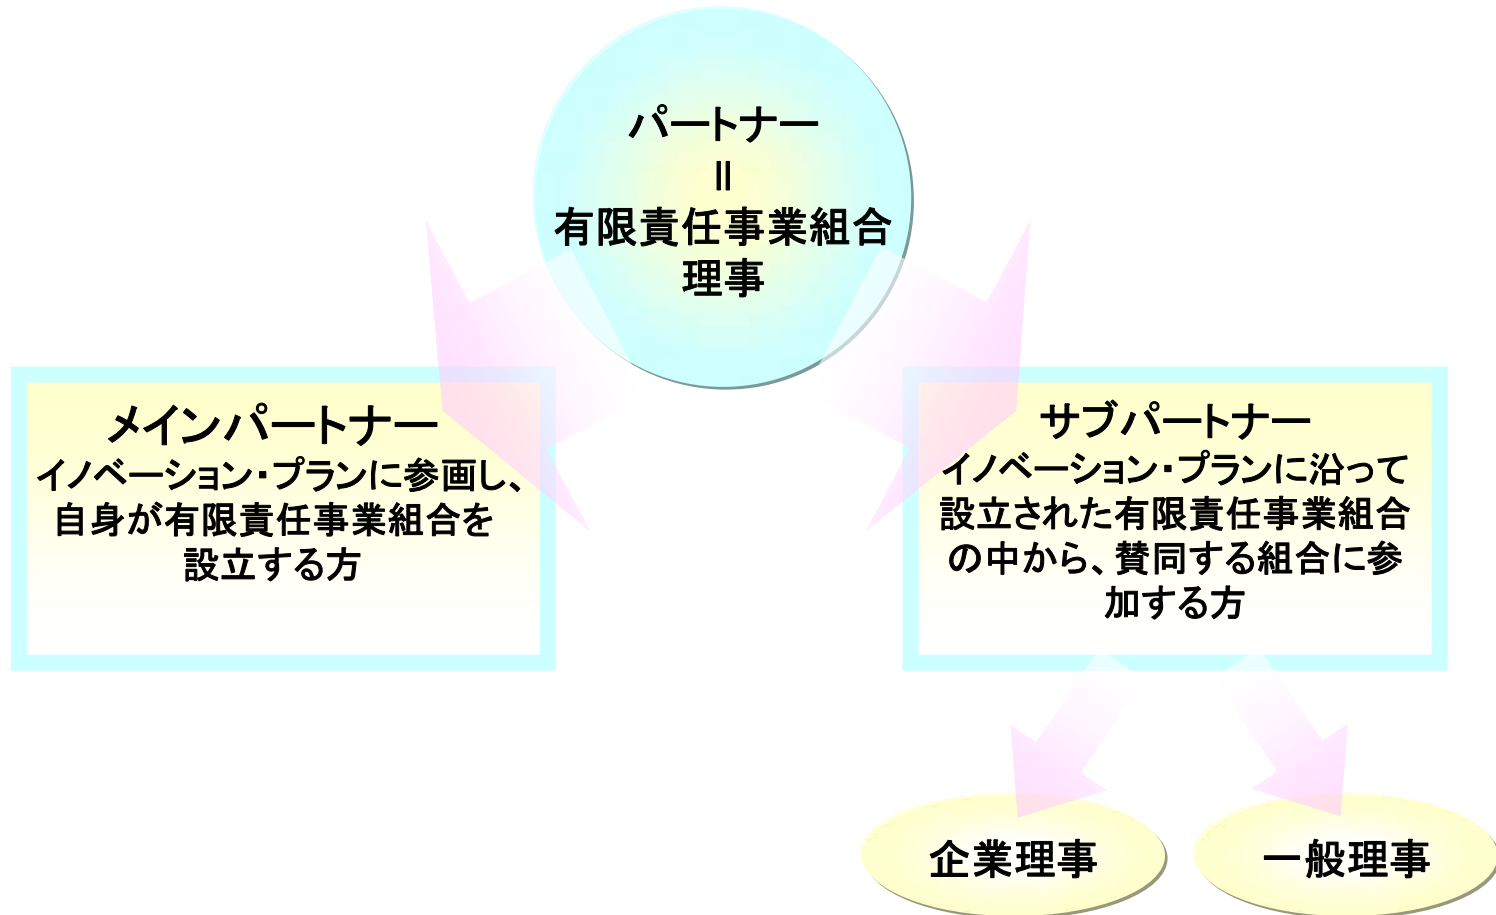 パートナー
＝
有限責任事業組合
理事
メインパートナー
イノベーション・プランに参画し、
自身が有限責任事業組合を
設立する方
サブパートナー
イノベーション・プランに沿って
設立された有限責任事業組合
の中から、賛同する組合に参
加する方
企業理事
一般理事